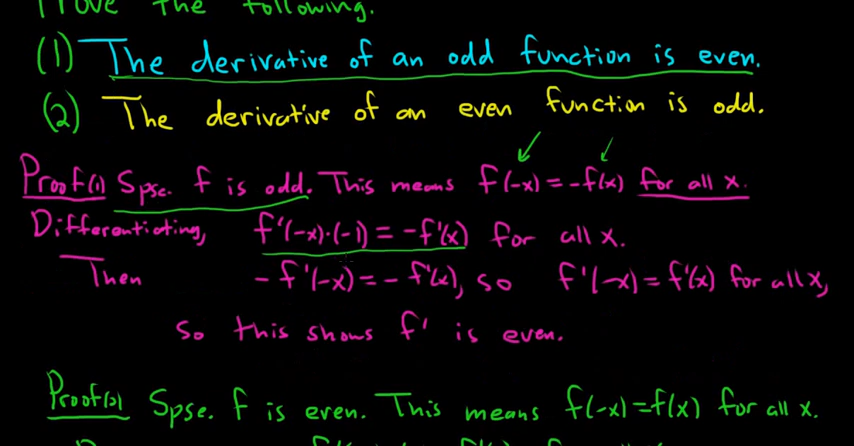 Prove the following.
(1) The derivative of an odd function is even.
(2) The derivative of an even function is odd.
Proof(1) Spse. f is odd. This means f(-x) = -f(x) for all x.
Differentiating, f'(-x)·(-1) = -f'(x) for all x.
Then -f'(-x) = -f'(x), so f'(-x) = f'(x) for all x,
so this shows f' is even.
Proof(2) Spse. f is even. This means f(-x) = f(x) for all x.